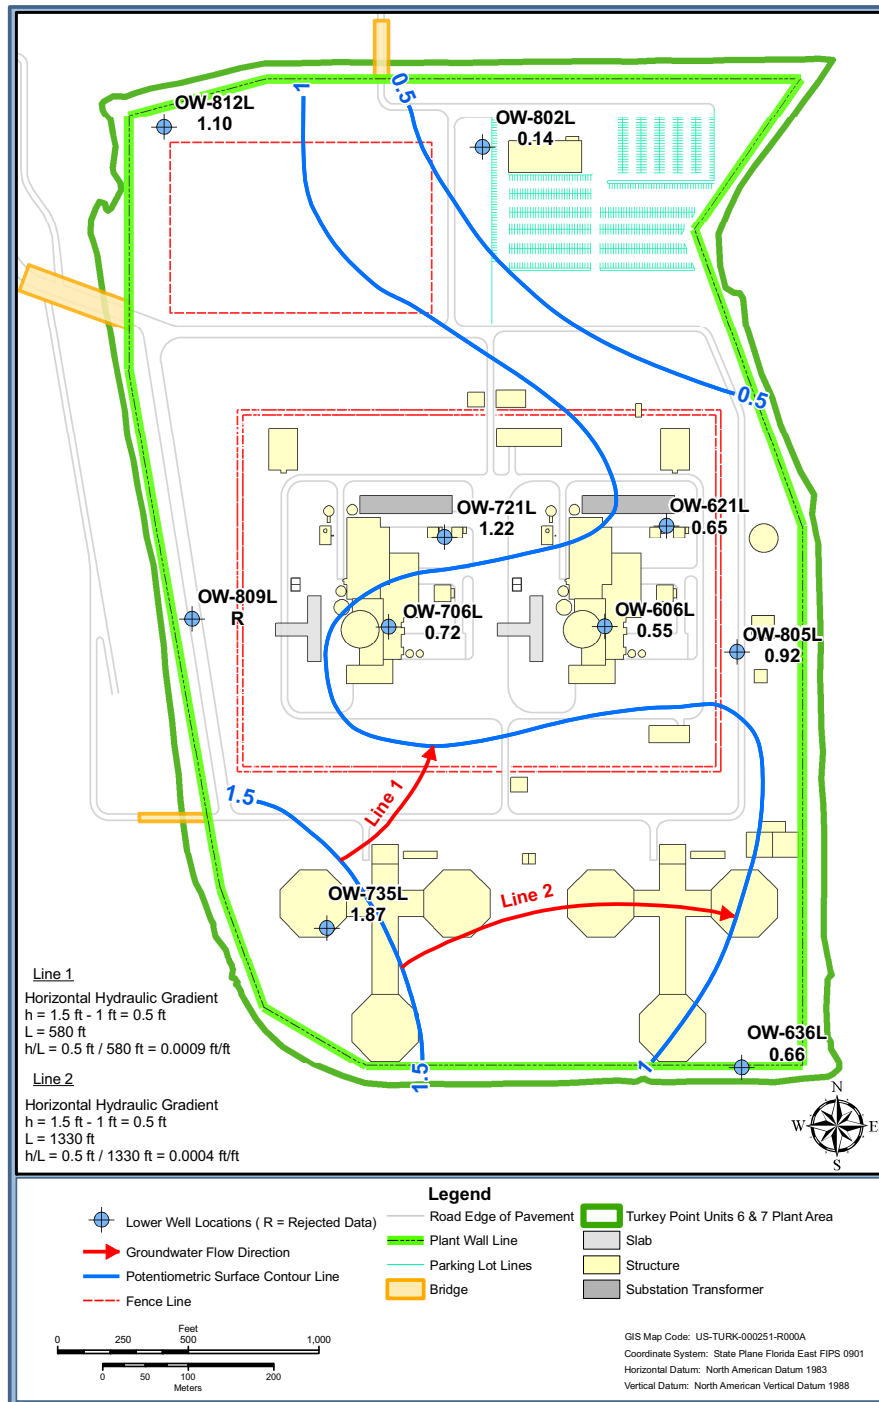 1
0.5
OW-812L
1.10
OW-802L
0.14
0.5
OW-721L
1.22
OW-621L
0.65
OW-809L
R
OW-706L
0.72
OW-606L
0.55
OW-805L
0.92
1.5
Line 1
OW-735L
1.87
Line 2
Line 1
Horizontal Hydraulic Gradient
h = 1.5 ft - 1 ft = 0.5 ft
L = 580 ft
h/L = 0.5 ft / 580 ft = 0.0009 ft/ft
Line 2
Horizontal Hydraulic Gradient
h = 1.5 ft - 1 ft = 0.5 ft
L = 1330 ft
h/L = 0.5 ft / 1330 ft = 0.0004 ft/ft
OW-636L
0.66
1.5
1
N
W E
S
Legend
Lower Well Locations ( R = Rejected Data)
Groundwater Flow Direction
Potentiometric Surface Contour Line
Fence Line
Road Edge of Pavement
Plant Wall Line
Parking Lot Lines
Bridge
Turkey Point Units 6 & 7 Plant Area
Slab
Structure
Substation Transformer
Feet
0 250 500 1,000
0 50 100 200
Meters
GIS Map Code: US-TURK-000251-R000A
Coordinate System: State Plane Florida East FIPS 0901
Horizontal Datum: North American Datum 1983
Vertical Datum: North American Vertical Datum 1988